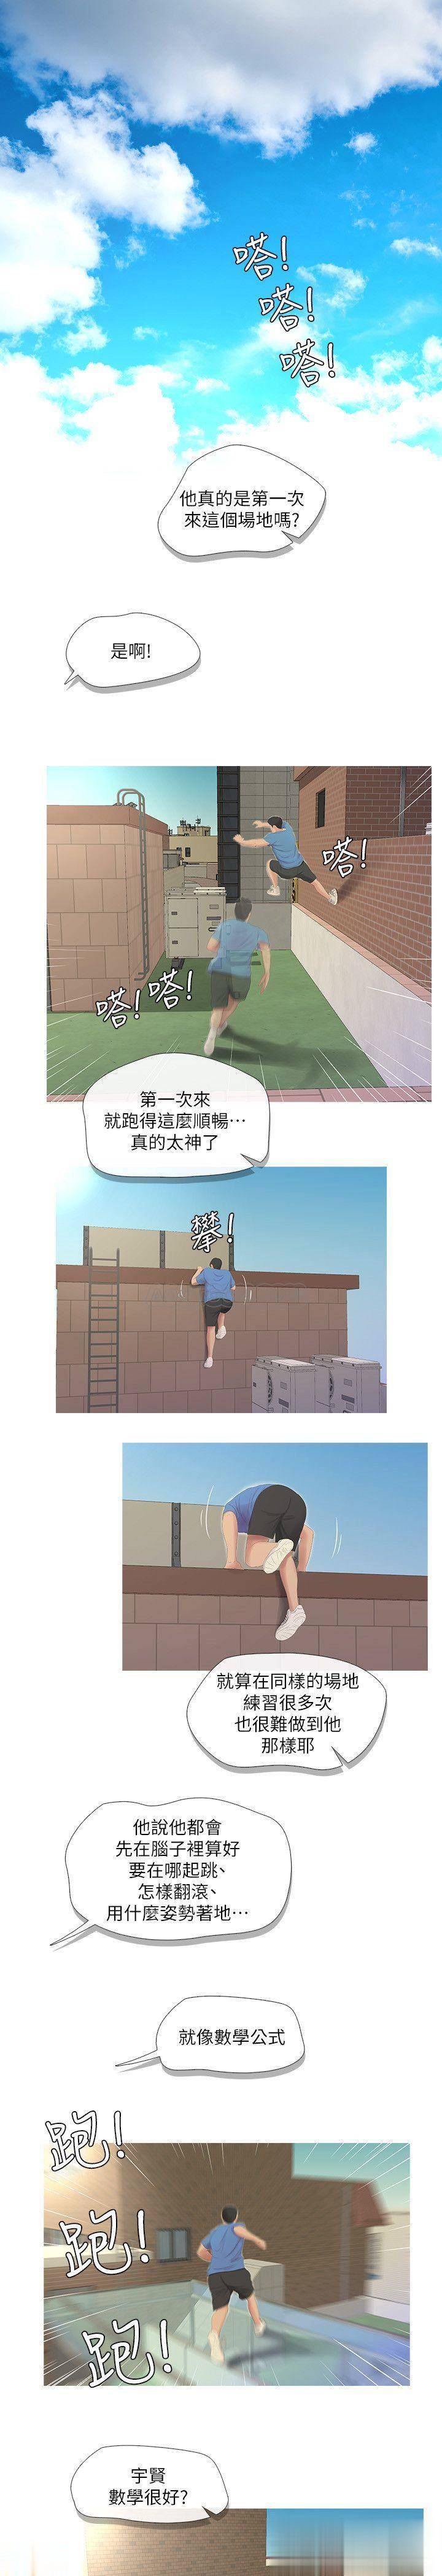 嗒!
嗒!
嗒!
他真的是第一次
來這個場地嗎?
是啊!
嗒!
嗒!嗒!
第一次來
就跑得這麼順暢⋯
真的太神了
攀!
就算在同樣的場地
練習很多次
也很難做到他
那樣耶
他說他都會
先在腦子裡算好
要在哪起跳、
怎樣翻滾、
用什麼姿勢著地⋯
就像數學公式
跑!
跑!
跑!
宇賢
數學很好?